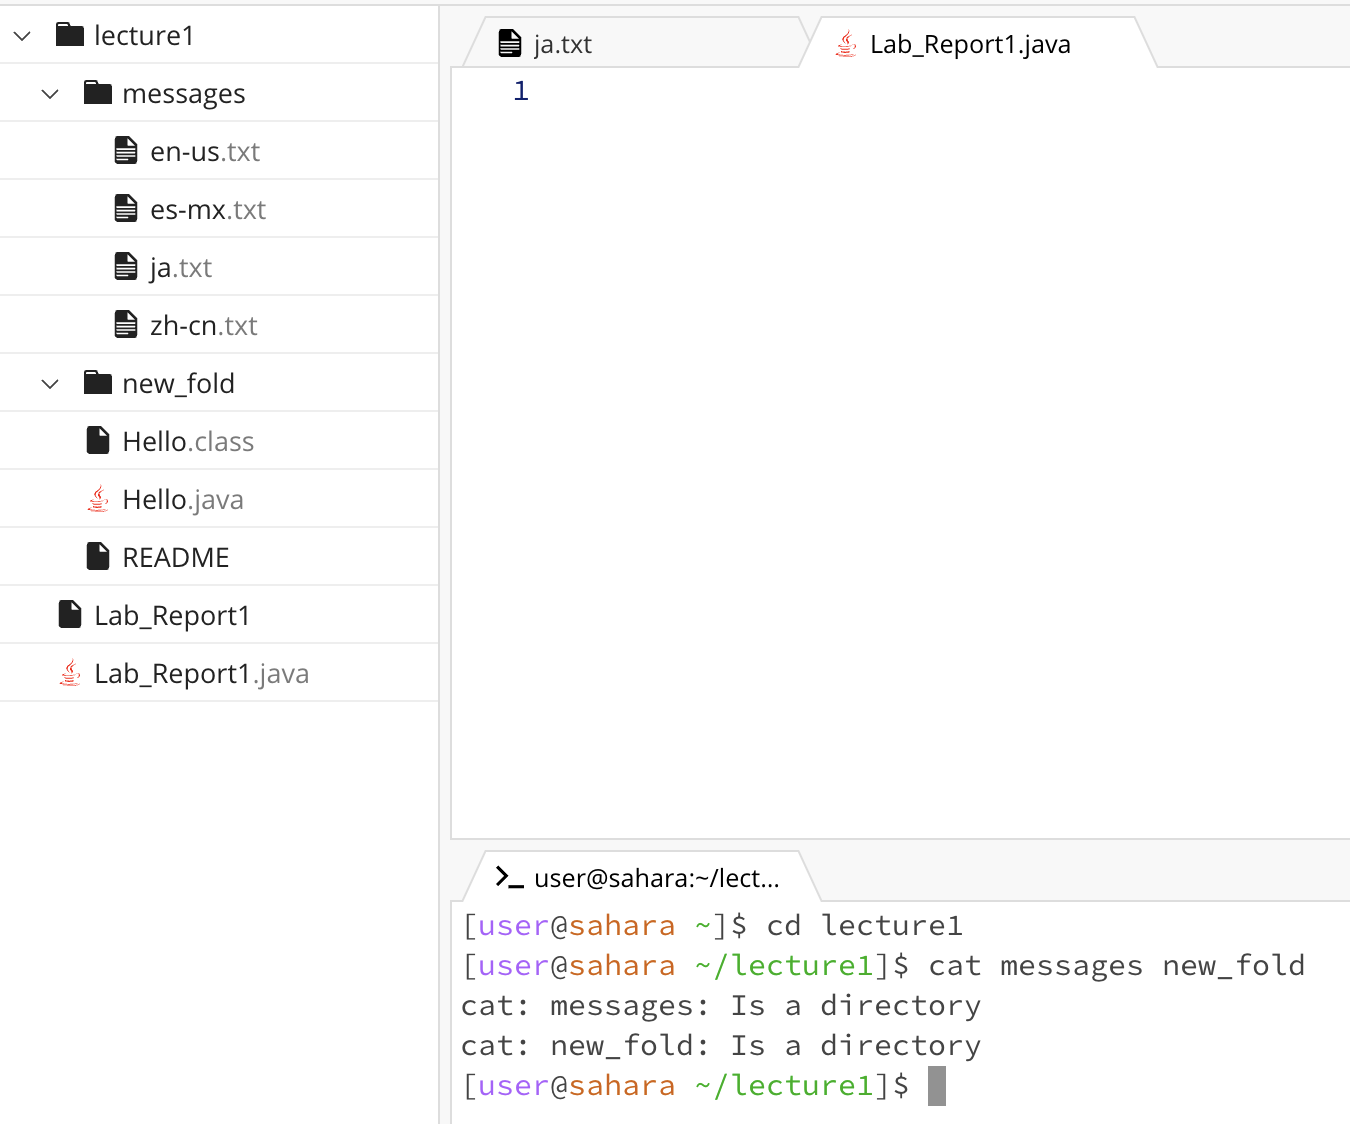 lecture1
messages
en-us.txt
es-mx.txt
ja.txt
zh-cn.txt
new_fold
Hello.class
Hello.java
README
Lab_Report1
Lab_Report1.java
ja.txt
Lab_Report1.java
1
user@sahara:~/lect...
[user@sahara ~]$ cd lecture1
[user@sahara ~/lecture1]$ cat messages new_fold
cat: messages: Is a directory
cat: new_fold: Is a directory
[user@sahara ~/lecture1]$